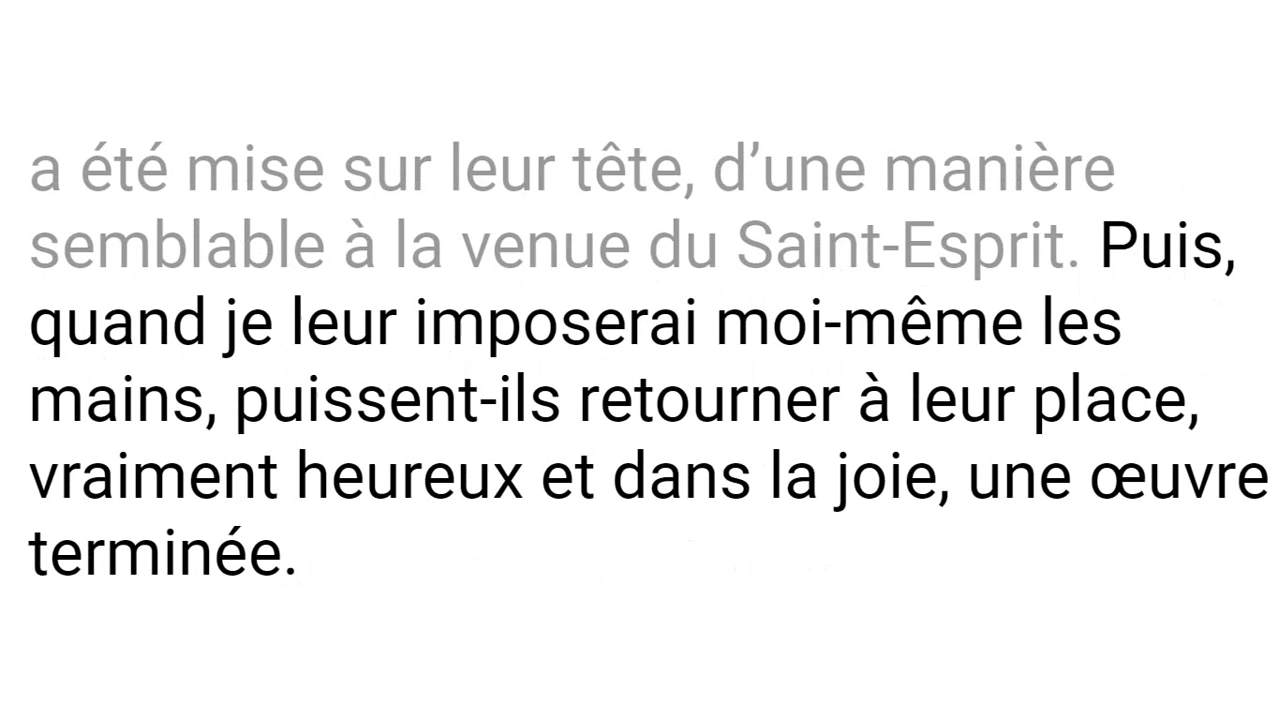 a été mise sur leur tête, d’une manière
semblable à la venue du Saint-Esprit. Puis,
quand je leur imposerai moi-même les
mains, puissent-ils retourner à leur place,
vraiment heureux et dans la joie, une œuvre
terminée.